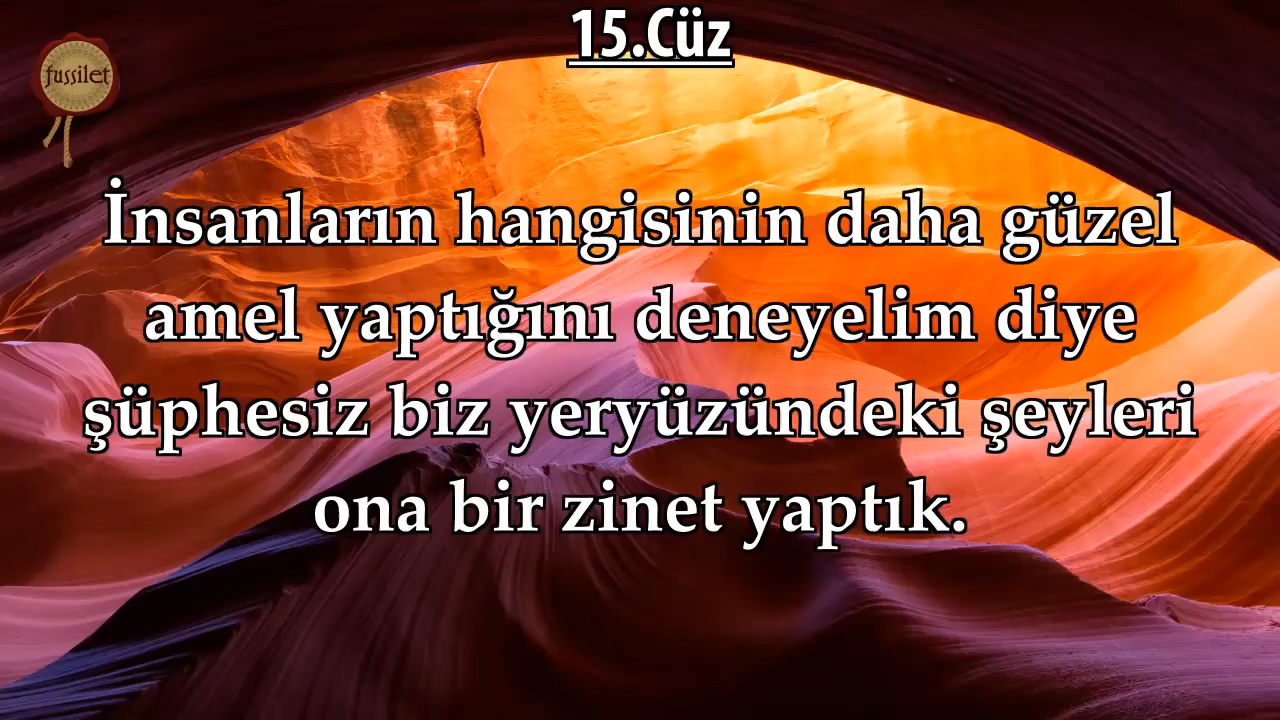 15.Cüz
fussilet
İnsanların hangisinin daha güzel
amel yaptığını deneyelim diye
şüphesiz biz yeryüzündeki şeyleri
ona bir zinet yaptık.